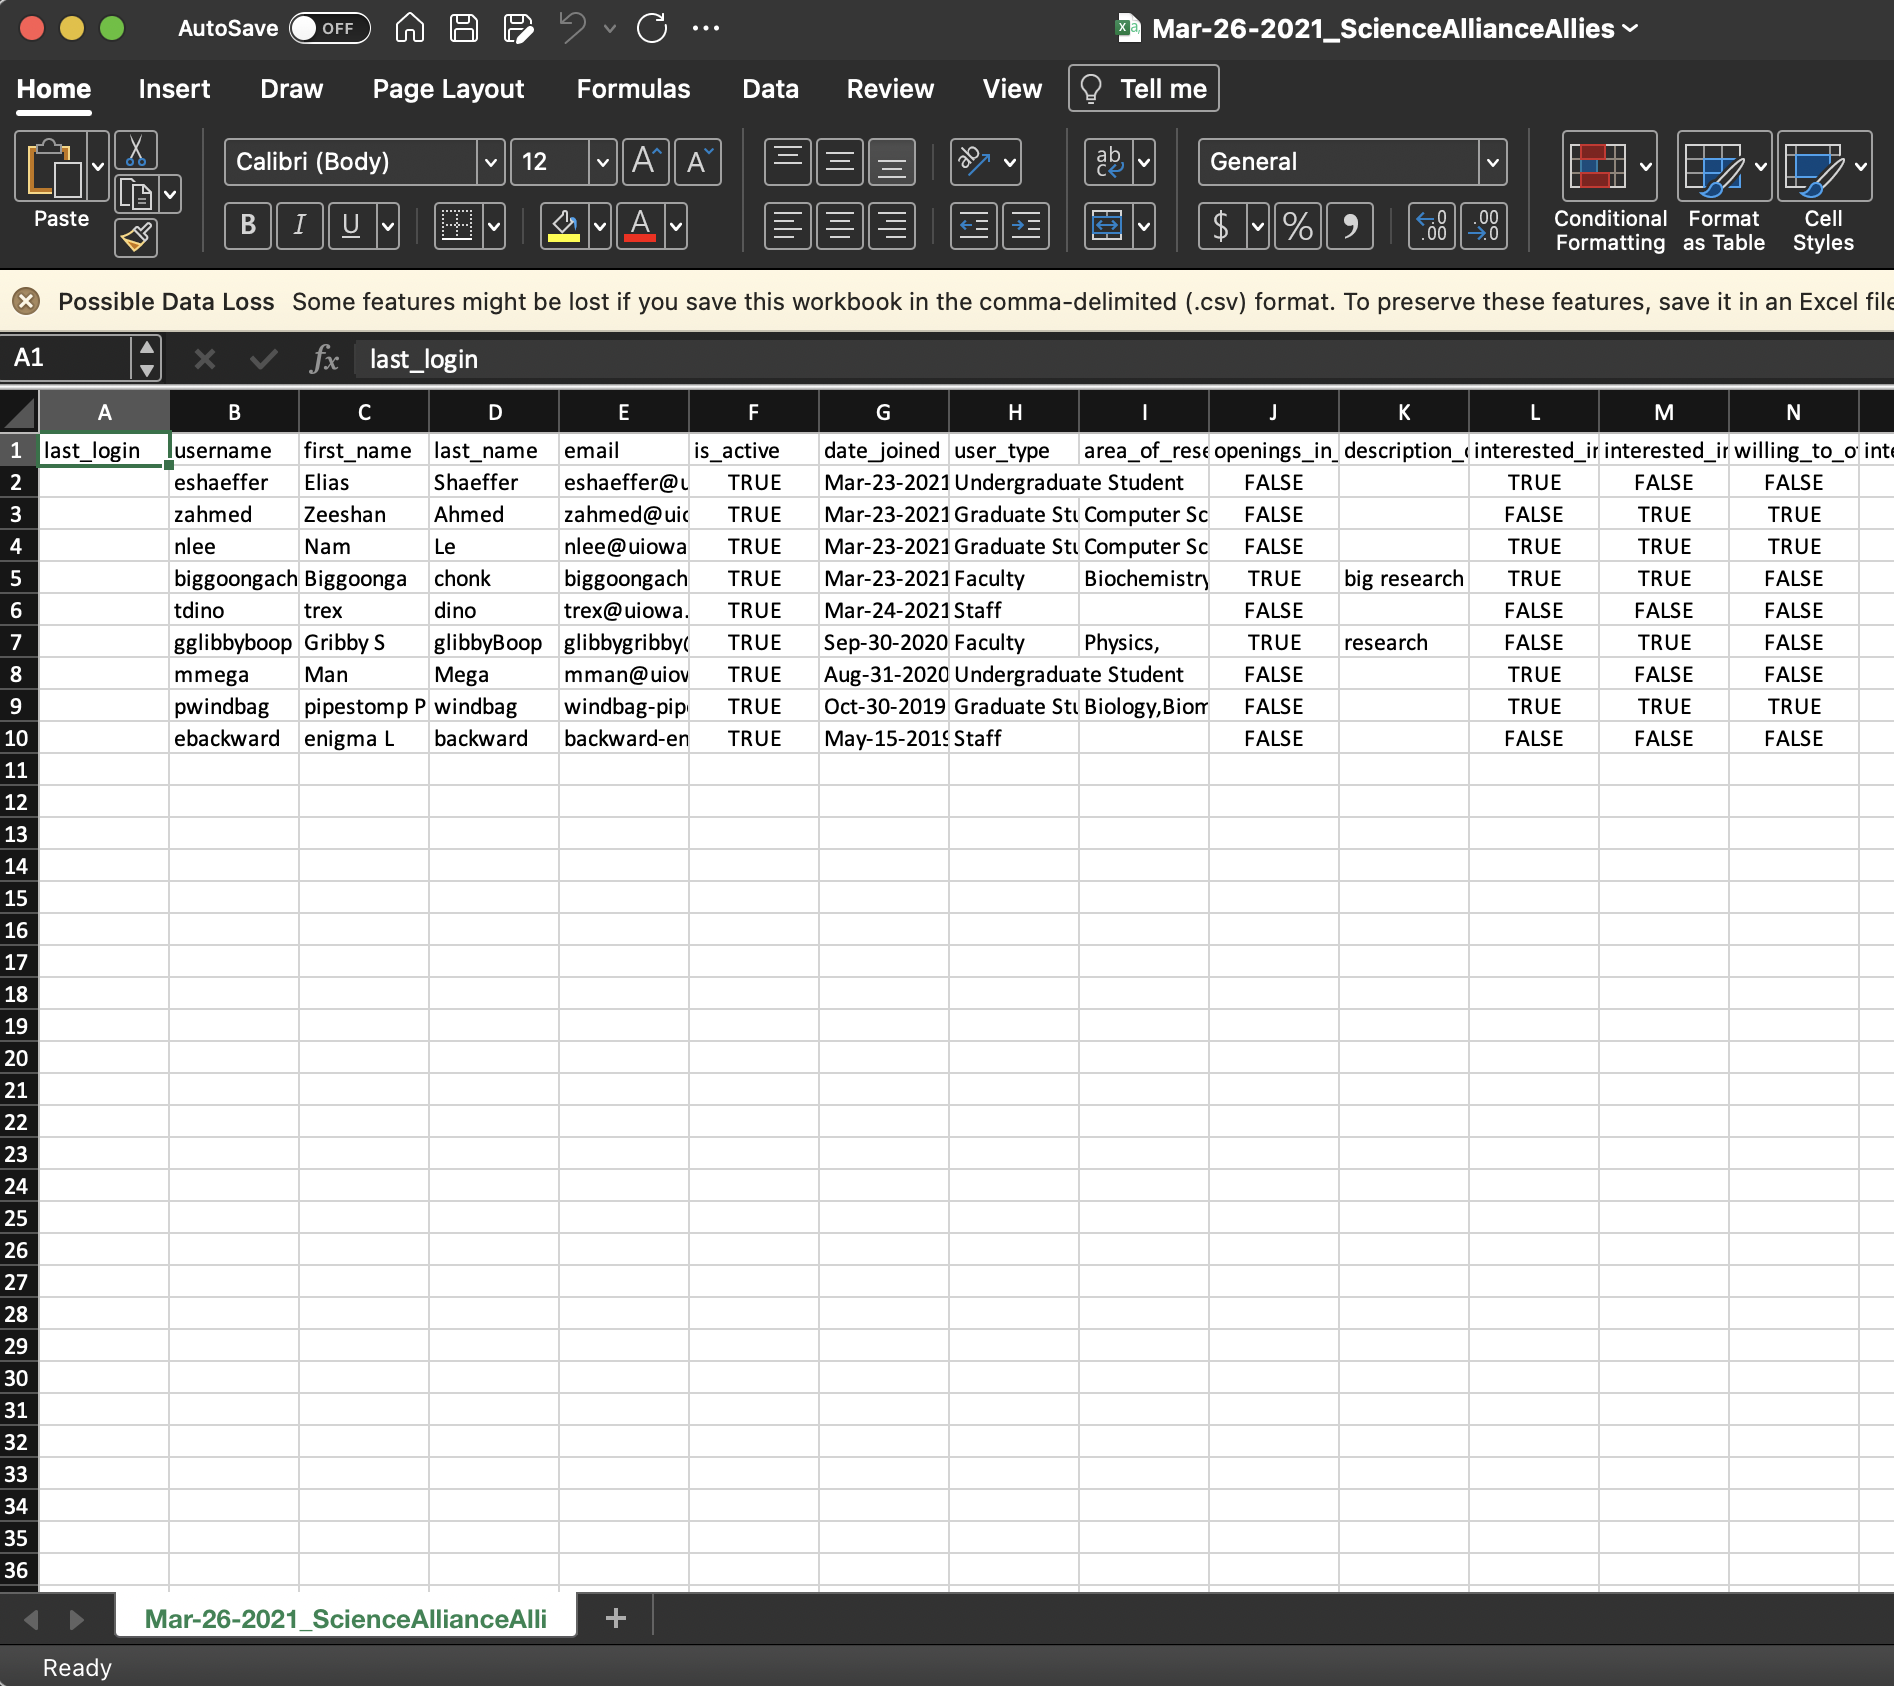 AutoSave OFF Mar-26-2021_ScienceAllianceAllies
Home Insert Draw Page Layout Formulas Data Review View Tell me
Paste Calibri (Body) 12 General Conditional Formatting Format as Table Cell Styles
Possible Data Loss Some features might be lost if you save this workbook in the comma-delimited (.csv) format. To preserve these features, save it in an Excel file
A1 fx last_login
A B C D E F G H I J K L M N
1 last_login username first_name last_name email is_active date_joined user_type area_of_rese openings_in_ description_ interested_in interested_in willing_to_o inte
2 eshaeffer Elias Shaeffer eshaeffer@u TRUE Mar-23-2021 Undergraduate Student FALSE TRUE FALSE FALSE
3 zahmed Zeeshan Ahmed zahmed@uio TRUE Mar-23-2021 Graduate Stu Computer Sc FALSE FALSE TRUE TRUE
4 nlee Nam Le nlee@uiowa TRUE Mar-23-2021 Graduate Stu Computer Sc FALSE TRUE TRUE TRUE
5 biggoongach Biggoonga chonk biggoongach TRUE Mar-23-2021 Faculty Biochemistry TRUE big research TRUE TRUE FALSE
6 tdino trex dino trex@uiowa. TRUE Mar-24-2021 Staff FALSE FALSE FALSE FALSE
7 gglibbyboop Gribby S glibbyBoop glibbygribby@ TRUE Sep-30-2020 Faculty Physics, TRUE research FALSE TRUE FALSE
8 mmega Man Mega mman@uiow TRUE Aug-31-2020 Undergraduate Student FALSE TRUE FALSE FALSE
9 pwindbag pipestomp P windbag windbag-pip TRUE Oct-30-2019 Graduate Stu Biology,Biom FALSE TRUE TRUE TRUE
10 ebackward enigma L backward backward-en TRUE May-15-2019 Staff FALSE FALSE FALSE FALSE
11
12
13
14
15
16
17
18
19
20
21
22
23
24
25
26
27
28
29
30
31
32
33
34
35
36
Mar-26-2021_ScienceAllianceAlli
Ready